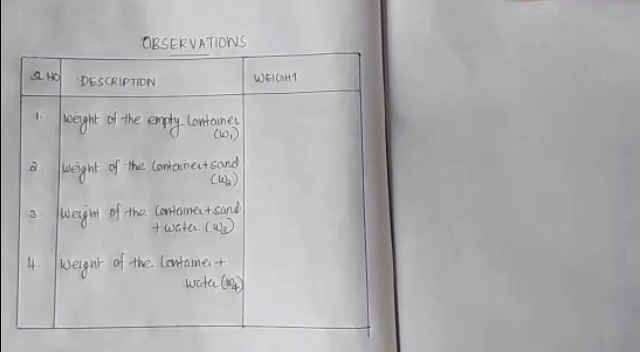 OBSERVATIONS
S.NO DESCRIPTION WEIGHT
1. weight of the empty container
(W₁)
2. weight of the container+sand
(W₂)
3. weight of the container+sand
+ water (W₃)
4. weight of the container +
water (W₄)